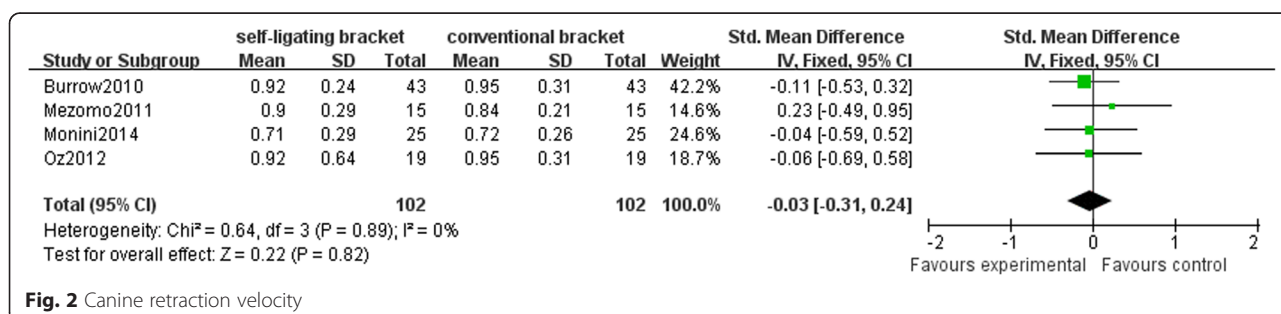 self-ligating bracket conventional bracket Std. Mean Difference Std. Mean Difference
Study or Subgroup Mean SD Total Mean SD Total Weight IV, Fixed, 95% CI IV, Fixed, 95% CI
Burrow2010 0.92 0.24 43 0.95 0.31 43 42.2% -0.11 [-0.53, 0.32]
Mezomo2011 0.9 0.29 15 0.84 0.21 15 14.6% 0.23 [-0.49, 0.95]
Monini2014 0.71 0.29 25 0.72 0.26 25 24.6% -0.04 [-0.59, 0.52]
Oz2012 0.92 0.64 19 0.95 0.31 19 18.7% -0.06 [-0.69, 0.58]
Total (95% CI) 102 102 100.0% -0.03 [-0.31, 0.24]
Heterogeneity: Chi² = 0.64, df = 3 (P = 0.89); I² = 0%
Test for overall effect: Z = 0.22 (P = 0.82)
-2 -1 0 1 2
Favours experimental Favours control
Fig. 2 Canine retraction velocity